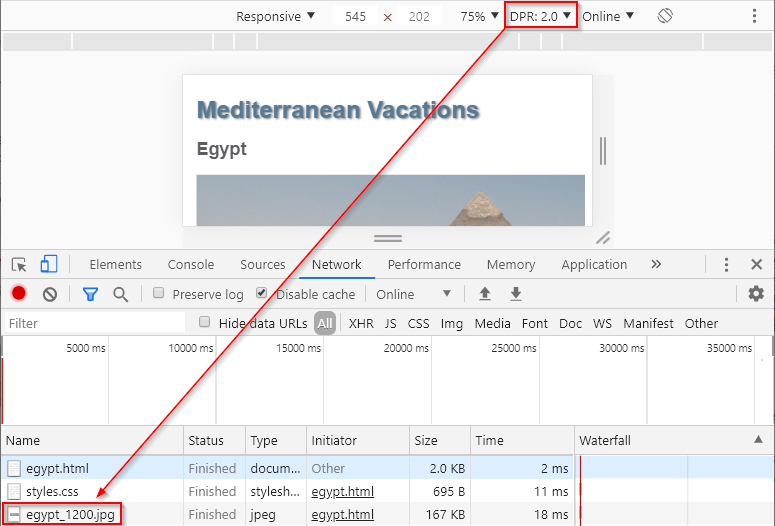 Responsive ▼ 545 × 202 75% ▼ DPR: 2.0 ▼ Online ▼
Mediterranean Vacations
Egypt
Elements Console Sources Network Performance Memory Application »
Preserve log Disable cache Online ▼
Filter Hide data URLs All XHR JS CSS Img Media Font Doc WS Manifest Other
5000 ms 10000 ms 15000 ms 20000 ms 25000 ms 30000 ms 35000 ms
Name Status Type Initiator Size Time Waterfall
egypt.html Finished docum... Other 2.0 KB 2 ms
styles.css Finished stylesh... egypt.html 695 B 11 ms
egypt_1200.jpg Finished jpeg egypt.html 167 KB 18 ms